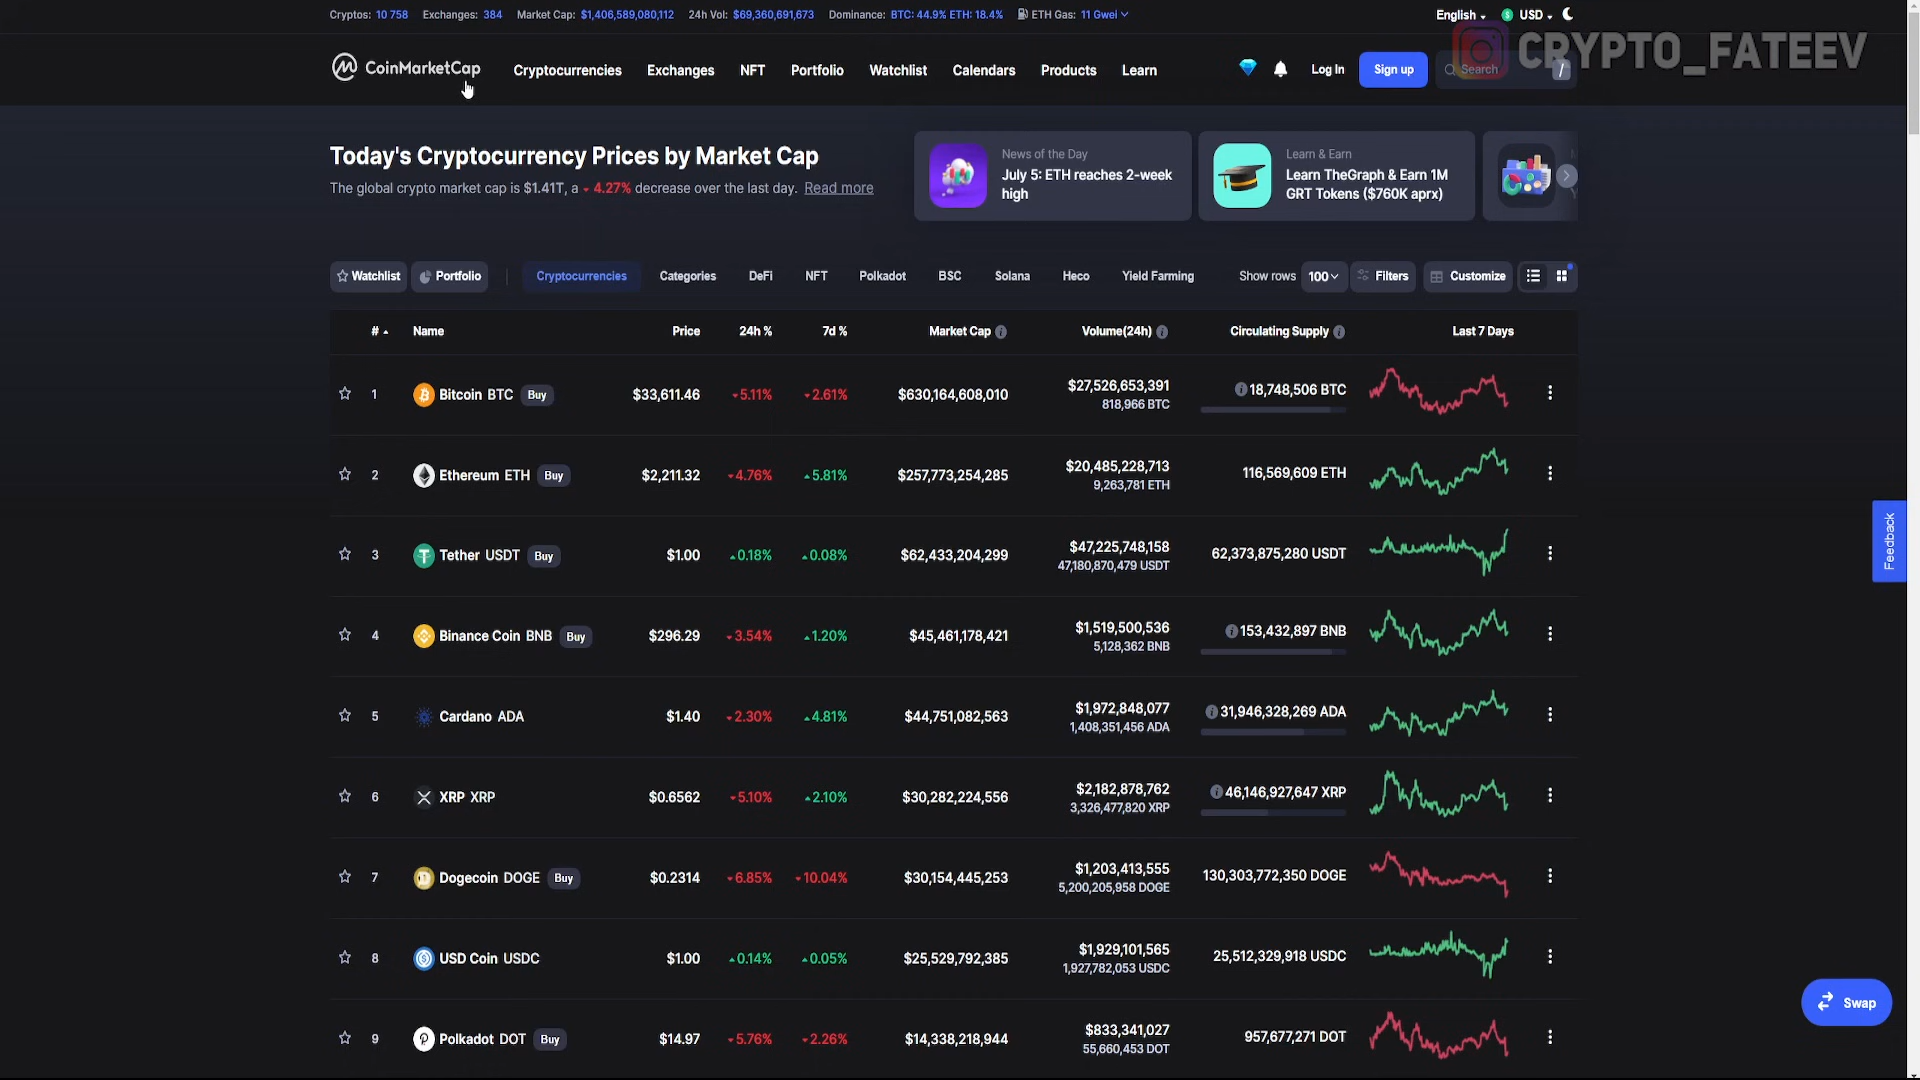 Cryptos: 10 758 Exchanges: 384 Market Cap: $1,406,589,080,112 24h Vol: $69,360,691,673 Dominance: BTC: 44.9% ETH: 18.4% ETH Gas: 11 Gwei English USD
CRYPTO_FATEEV
CoinMarketCap Cryptocurrencies Exchanges NFT Portfolio Watchlist Calendars Products Learn Log In Sign up Search /
Today's Cryptocurrency Prices by Market Cap
The global crypto market cap is $1.41T, a 4.27% decrease over the last day. Read more
News of the Day
July 5: ETH reaches 2-week
high
Learn & Earn
Learn TheGraph & Earn 1M
GRT Tokens ($760K aprx)
Watchlist Portfolio Cryptocurrencies Categories DeFi NFT Polkadot BSC Solana Heco Yield Farming Show rows 100 Filters Customize
# Name Price 24h % 7d % Market Cap Volume(24h) Circulating Supply Last 7 Days
1 Bitcoin BTC Buy $33,611.46 5.11% 2.61% $630,164,608,010 $27,526,653,391 18,748,506 BTC
818,966 BTC
2 Ethereum ETH Buy $2,211.32 4.76% 5.81% $257,773,254,285 $20,485,228,713 116,569,609 ETH
9,263,781 ETH
3 Tether USDT Buy $1.00 0.18% 0.08% $62,433,204,299 $47,225,748,158 62,373,875,280 USDT
47,180,870,479 USDT
4 Binance Coin BNB Buy $296.29 3.54% 1.20% $45,461,178,421 $1,519,500,536 153,432,897 BNB
5,128,362 BNB
5 Cardano ADA $1.40 2.30% 4.81% $44,751,082,563 $1,972,848,077 31,946,328,269 ADA
1,408,351,456 ADA
6 XRP XRP $0.6562 5.10% 2.10% $30,282,224,556 $2,182,878,762 46,146,927,647 XRP
3,326,477,820 XRP
7 Dogecoin DOGE Buy $0.2314 6.85% 10.04% $30,154,445,253 $1,203,413,555 130,303,772,350 DOGE
5,200,205,958 DOGE
8 USD Coin USDC $1.00 0.14% 0.05% $25,529,792,385 $1,929,101,565 25,512,329,918 USDC
1,927,782,053 USDC
9 Polkadot DOT Buy $14.97 5.76% 2.26% $14,338,218,944 $833,341,027 957,677,271 DOT
55,660,453 DOT
Feedback
Swap